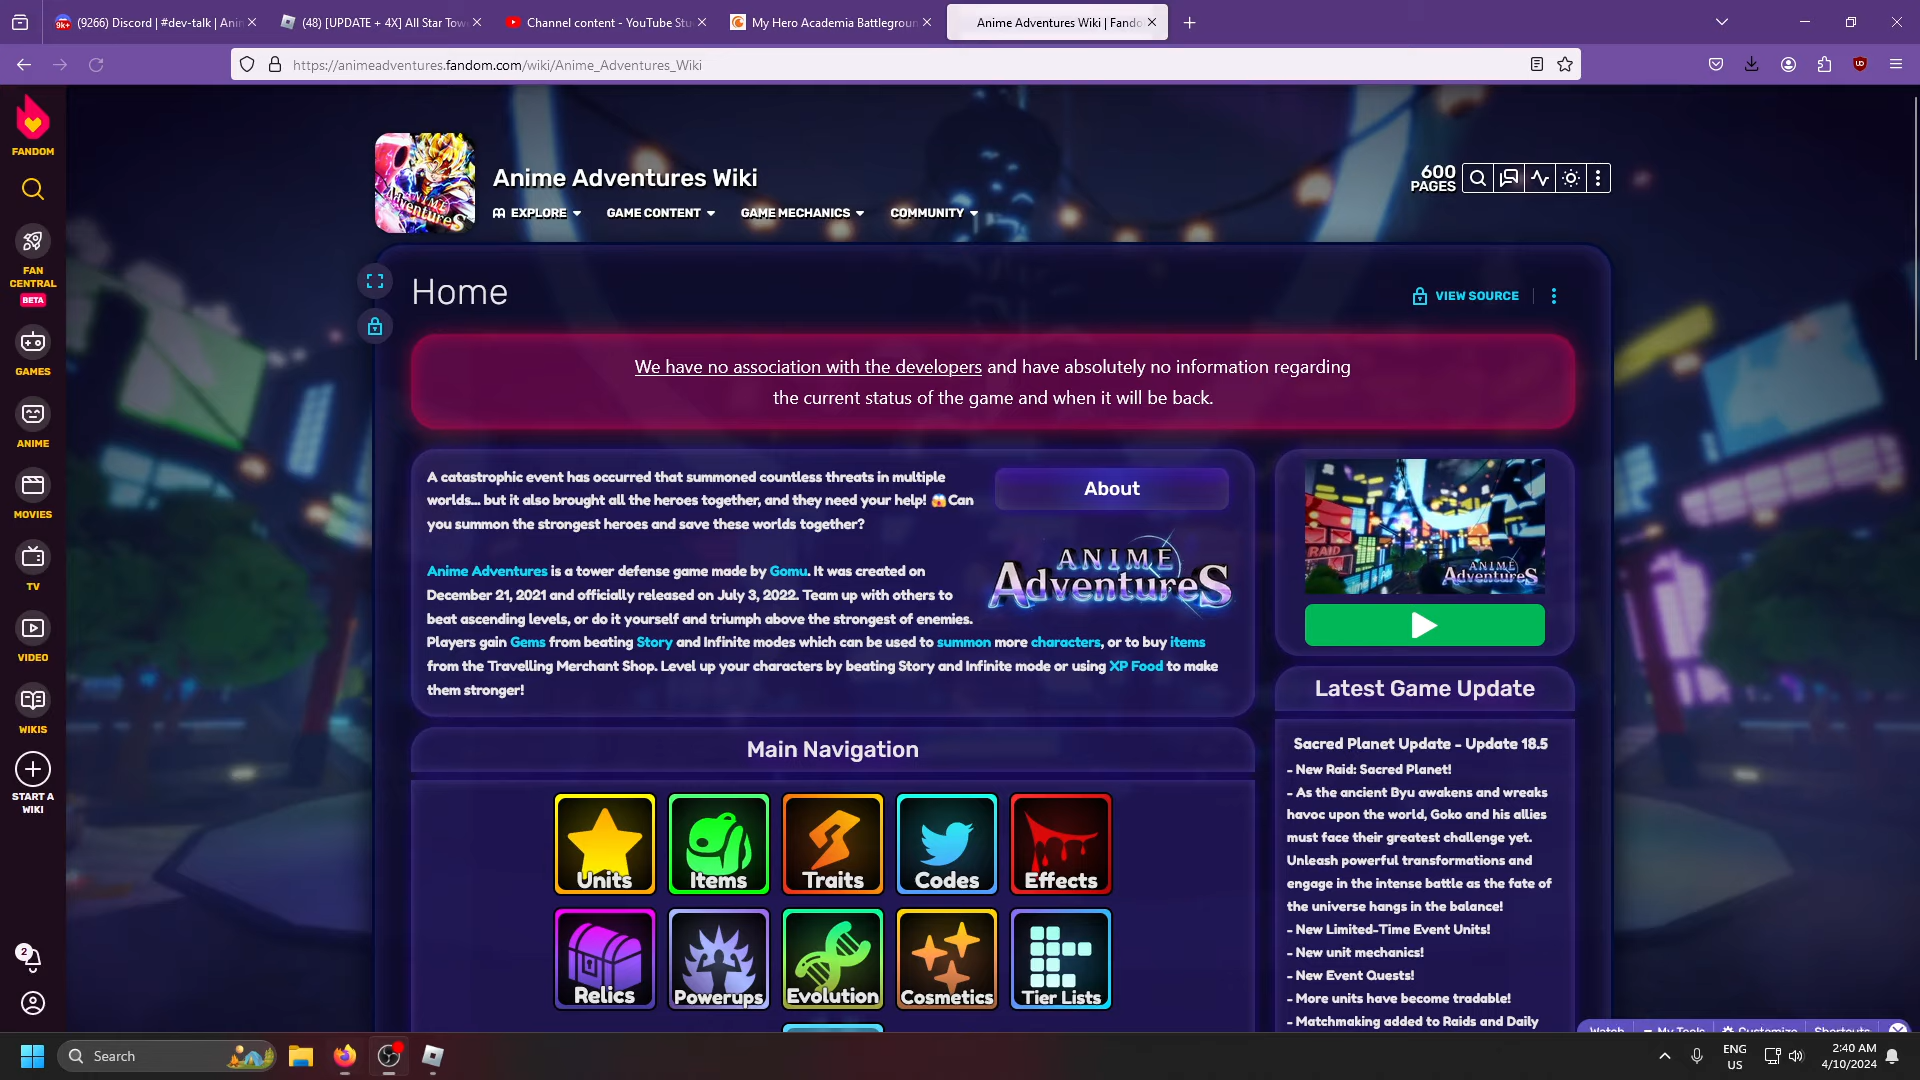 (9266) Discord | #dev-talk | Ani
(48) [UPDATE + 4X] All Star Tow
Channel content - YouTube Stu
My Hero Academia Battlegroun
Anime Adventures Wiki | Fando
https://animeadventures.fandom.com/wiki/Anime_Adventures_Wiki
FANDOM
FAN
CENTRAL
BETA
GAMES
ANIME
MOVIES
TV
VIDEO
WIKIS
START A
WIKI
2
Anime Adventures Wiki
600
PAGES
EXPLORE
GAME CONTENT
GAME MECHANICS
COMMUNITY
Home
VIEW SOURCE
We have no association with the developers and have absolutely no information regarding
the current status of the game and when it will be back.
A catastrophic event has occurred that summoned countless threats in multiple
worlds... but it also brought all the heroes together, and they need your help! 😱Can
you summon the strongest heroes and save these worlds together?
About
ANIME
AdventureS
Anime Adventures is a tower defense game made by Gomu. It was created on
December 21, 2021 and officially released on July 3, 2022. Team up with others to
beat ascending levels, or do it yourself and triumph above the strongest of enemies.
Players gain Gems from beating Story and Infinite modes which can be used to summon more characters, or to buy items
from the Travelling Merchant Shop. Level up your characters by beating Story and Infinite mode or using XP Food to make
them stronger!
RAID
ANIME
AdventureS
Main Navigation
Units
Items
Traits
Codes
Effects
Relics
Powerups
Evolution
Cosmetics
Tier Lists
Latest Game Update
Sacred Planet Update - Update 18.5
- New Raid: Sacred Planet!
- As the ancient Byu awakens and wreaks
havoc upon the world, Goko and his allies
must face their greatest challenge yet.
Unleash powerful transformations and
engage in the intense battle as the fate of
the universe hangs in the balance!
- New Limited-Time Event Units!
- New unit mechanics!
- New Event Quests!
- More units have become tradable!
- Matchmaking added to Raids and Daily
Watch
My Tools
Customize
Shortcuts
Search
ENG
US
2:40 AM
4/10/2024